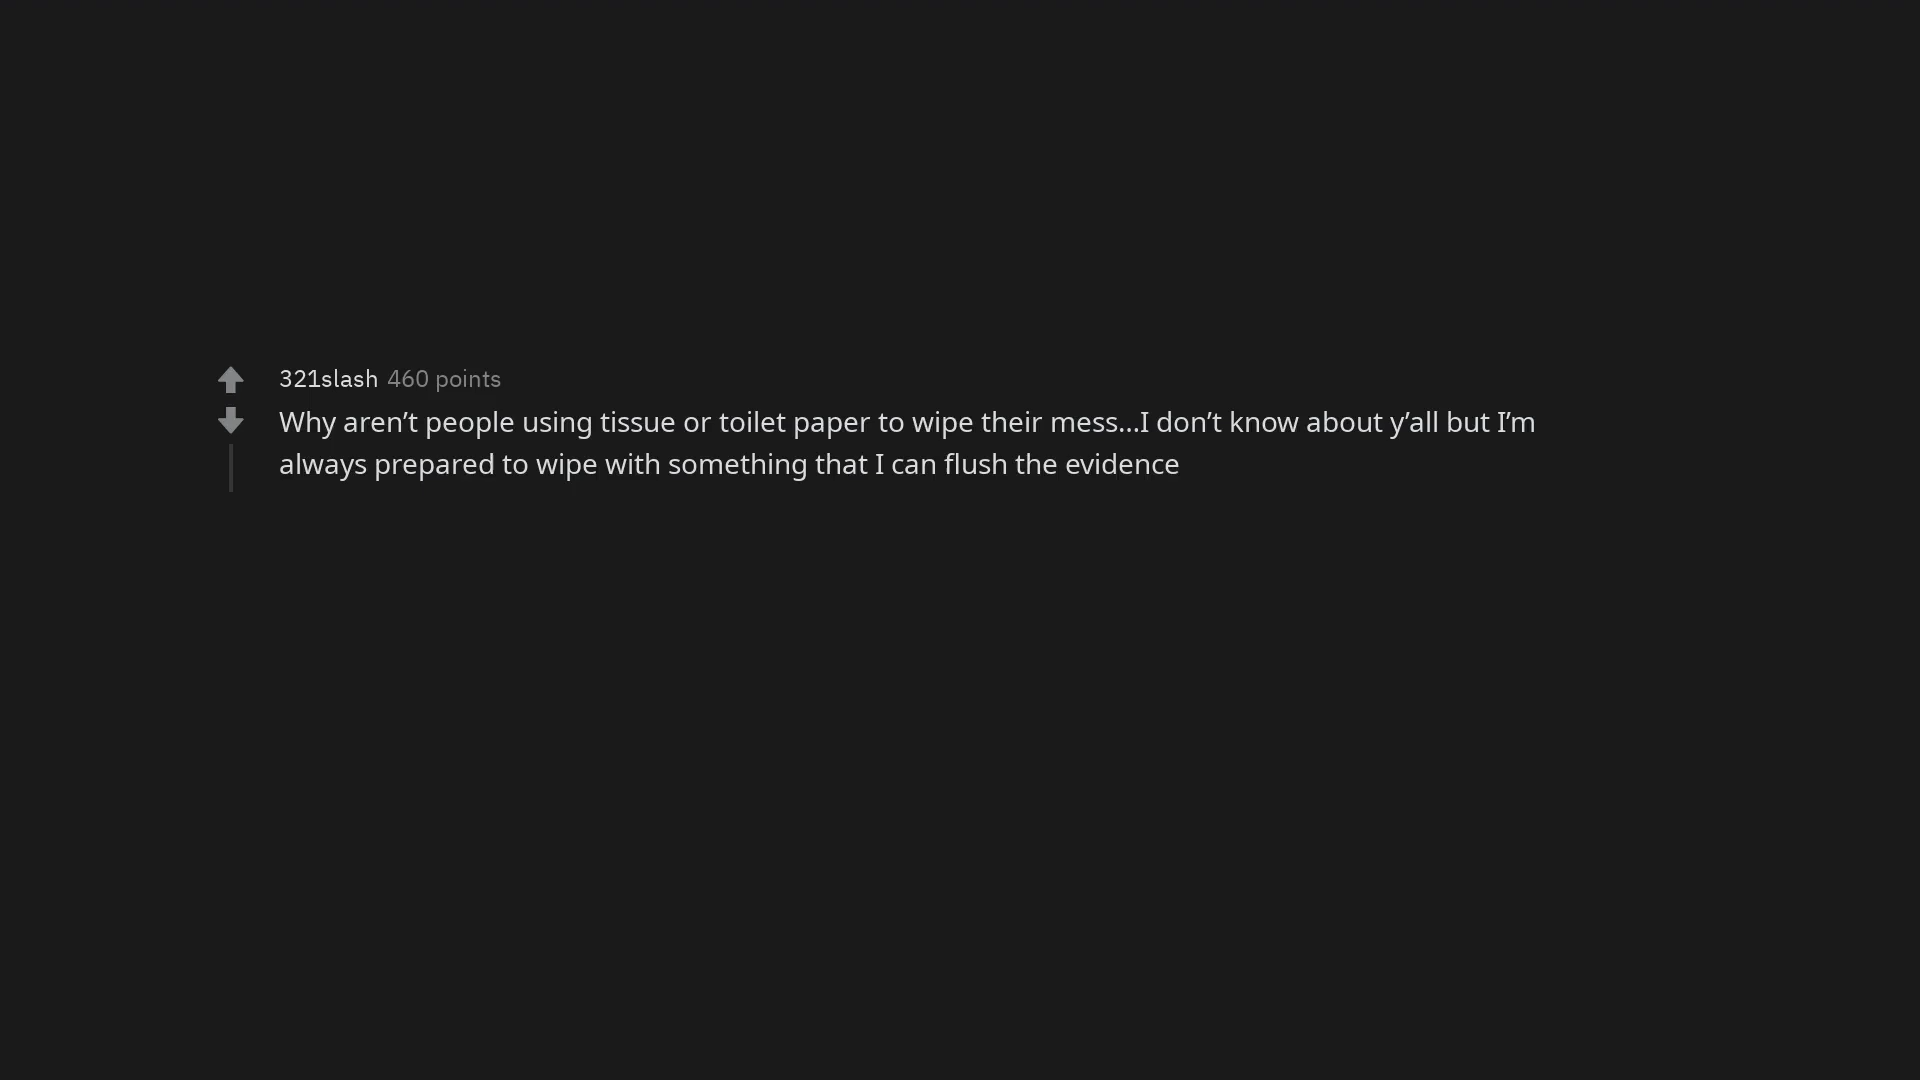 321slash 460 points
Why aren’t people using tissue or toilet paper to wipe their mess...I don’t know about y’all but I’m
always prepared to wipe with something that I can flush the evidence